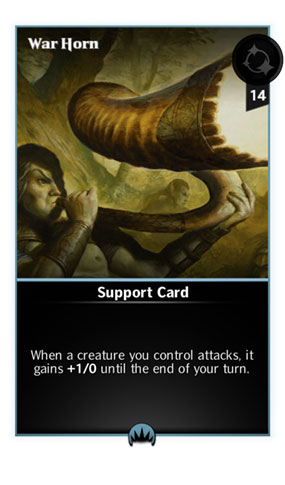 War Horn
14
Support Card
When a creature you control attacks, it
gains +1/0 until the end of your turn.